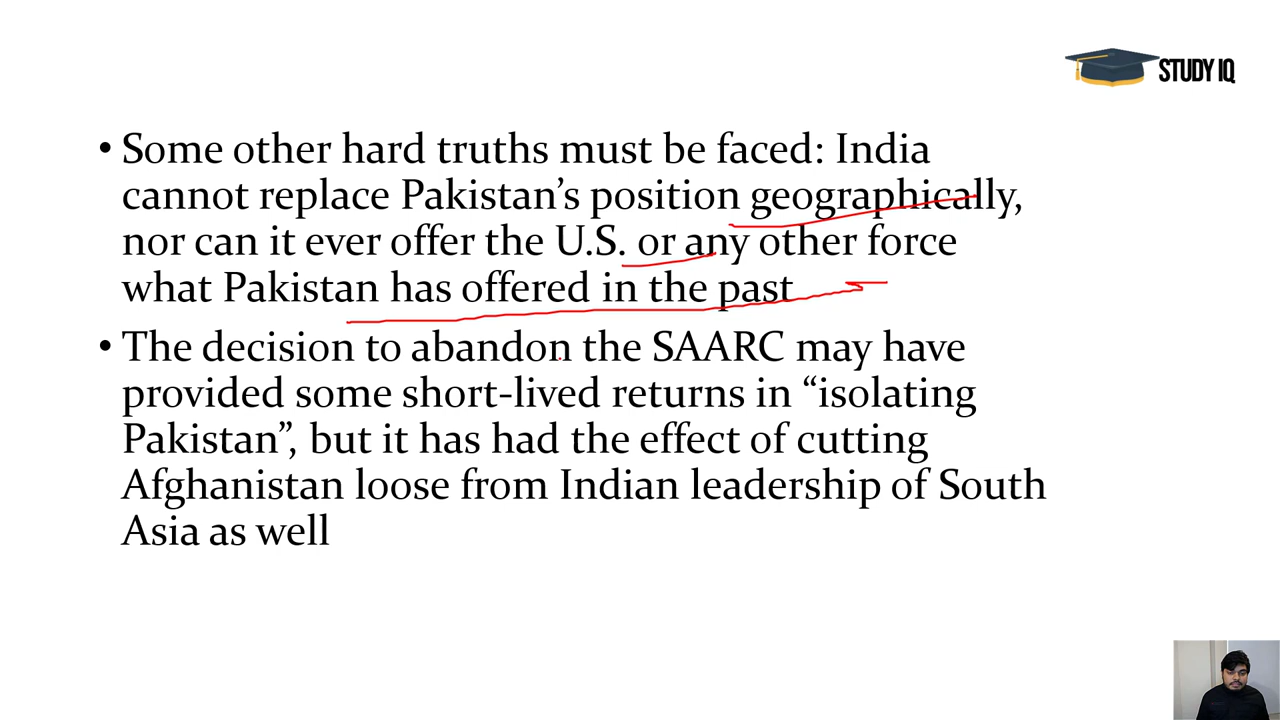 STUDY IQ
• Some other hard truths must be faced: India
cannot replace Pakistan’s position geographically,
nor can it ever offer the U.S. or any other force
what Pakistan has offered in the past
• The decision to abandon the SAARC may have
provided some short-lived returns in “isolating
Pakistan”, but it has had the effect of cutting
Afghanistan loose from Indian leadership of South
Asia as well